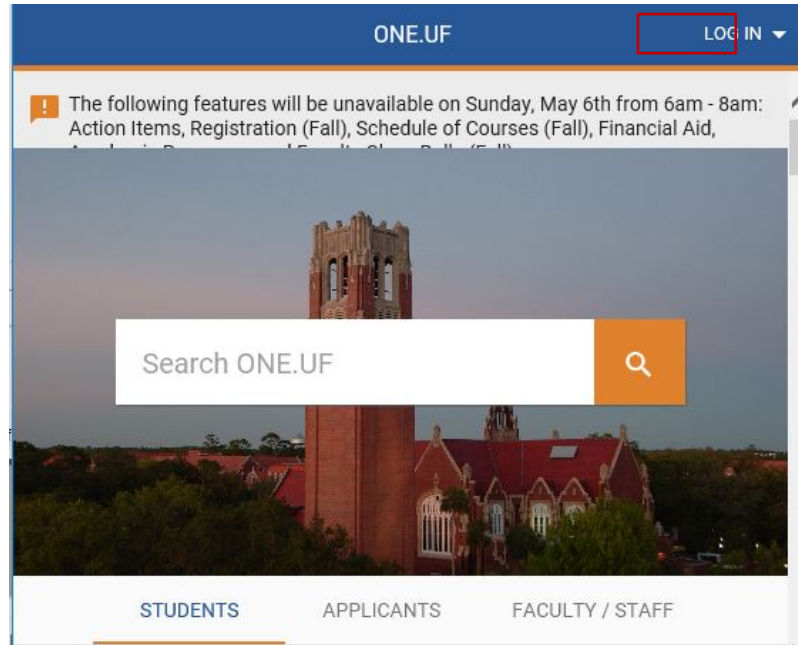 ONE.UF
LOG IN
The following features will be unavailable on Sunday, May 6th from 6am - 8am:
Action Items, Registration (Fall), Schedule of Courses (Fall), Financial Aid,
Search ONE.UF
STUDENTS APPLICANTS FACULTY / STAFF